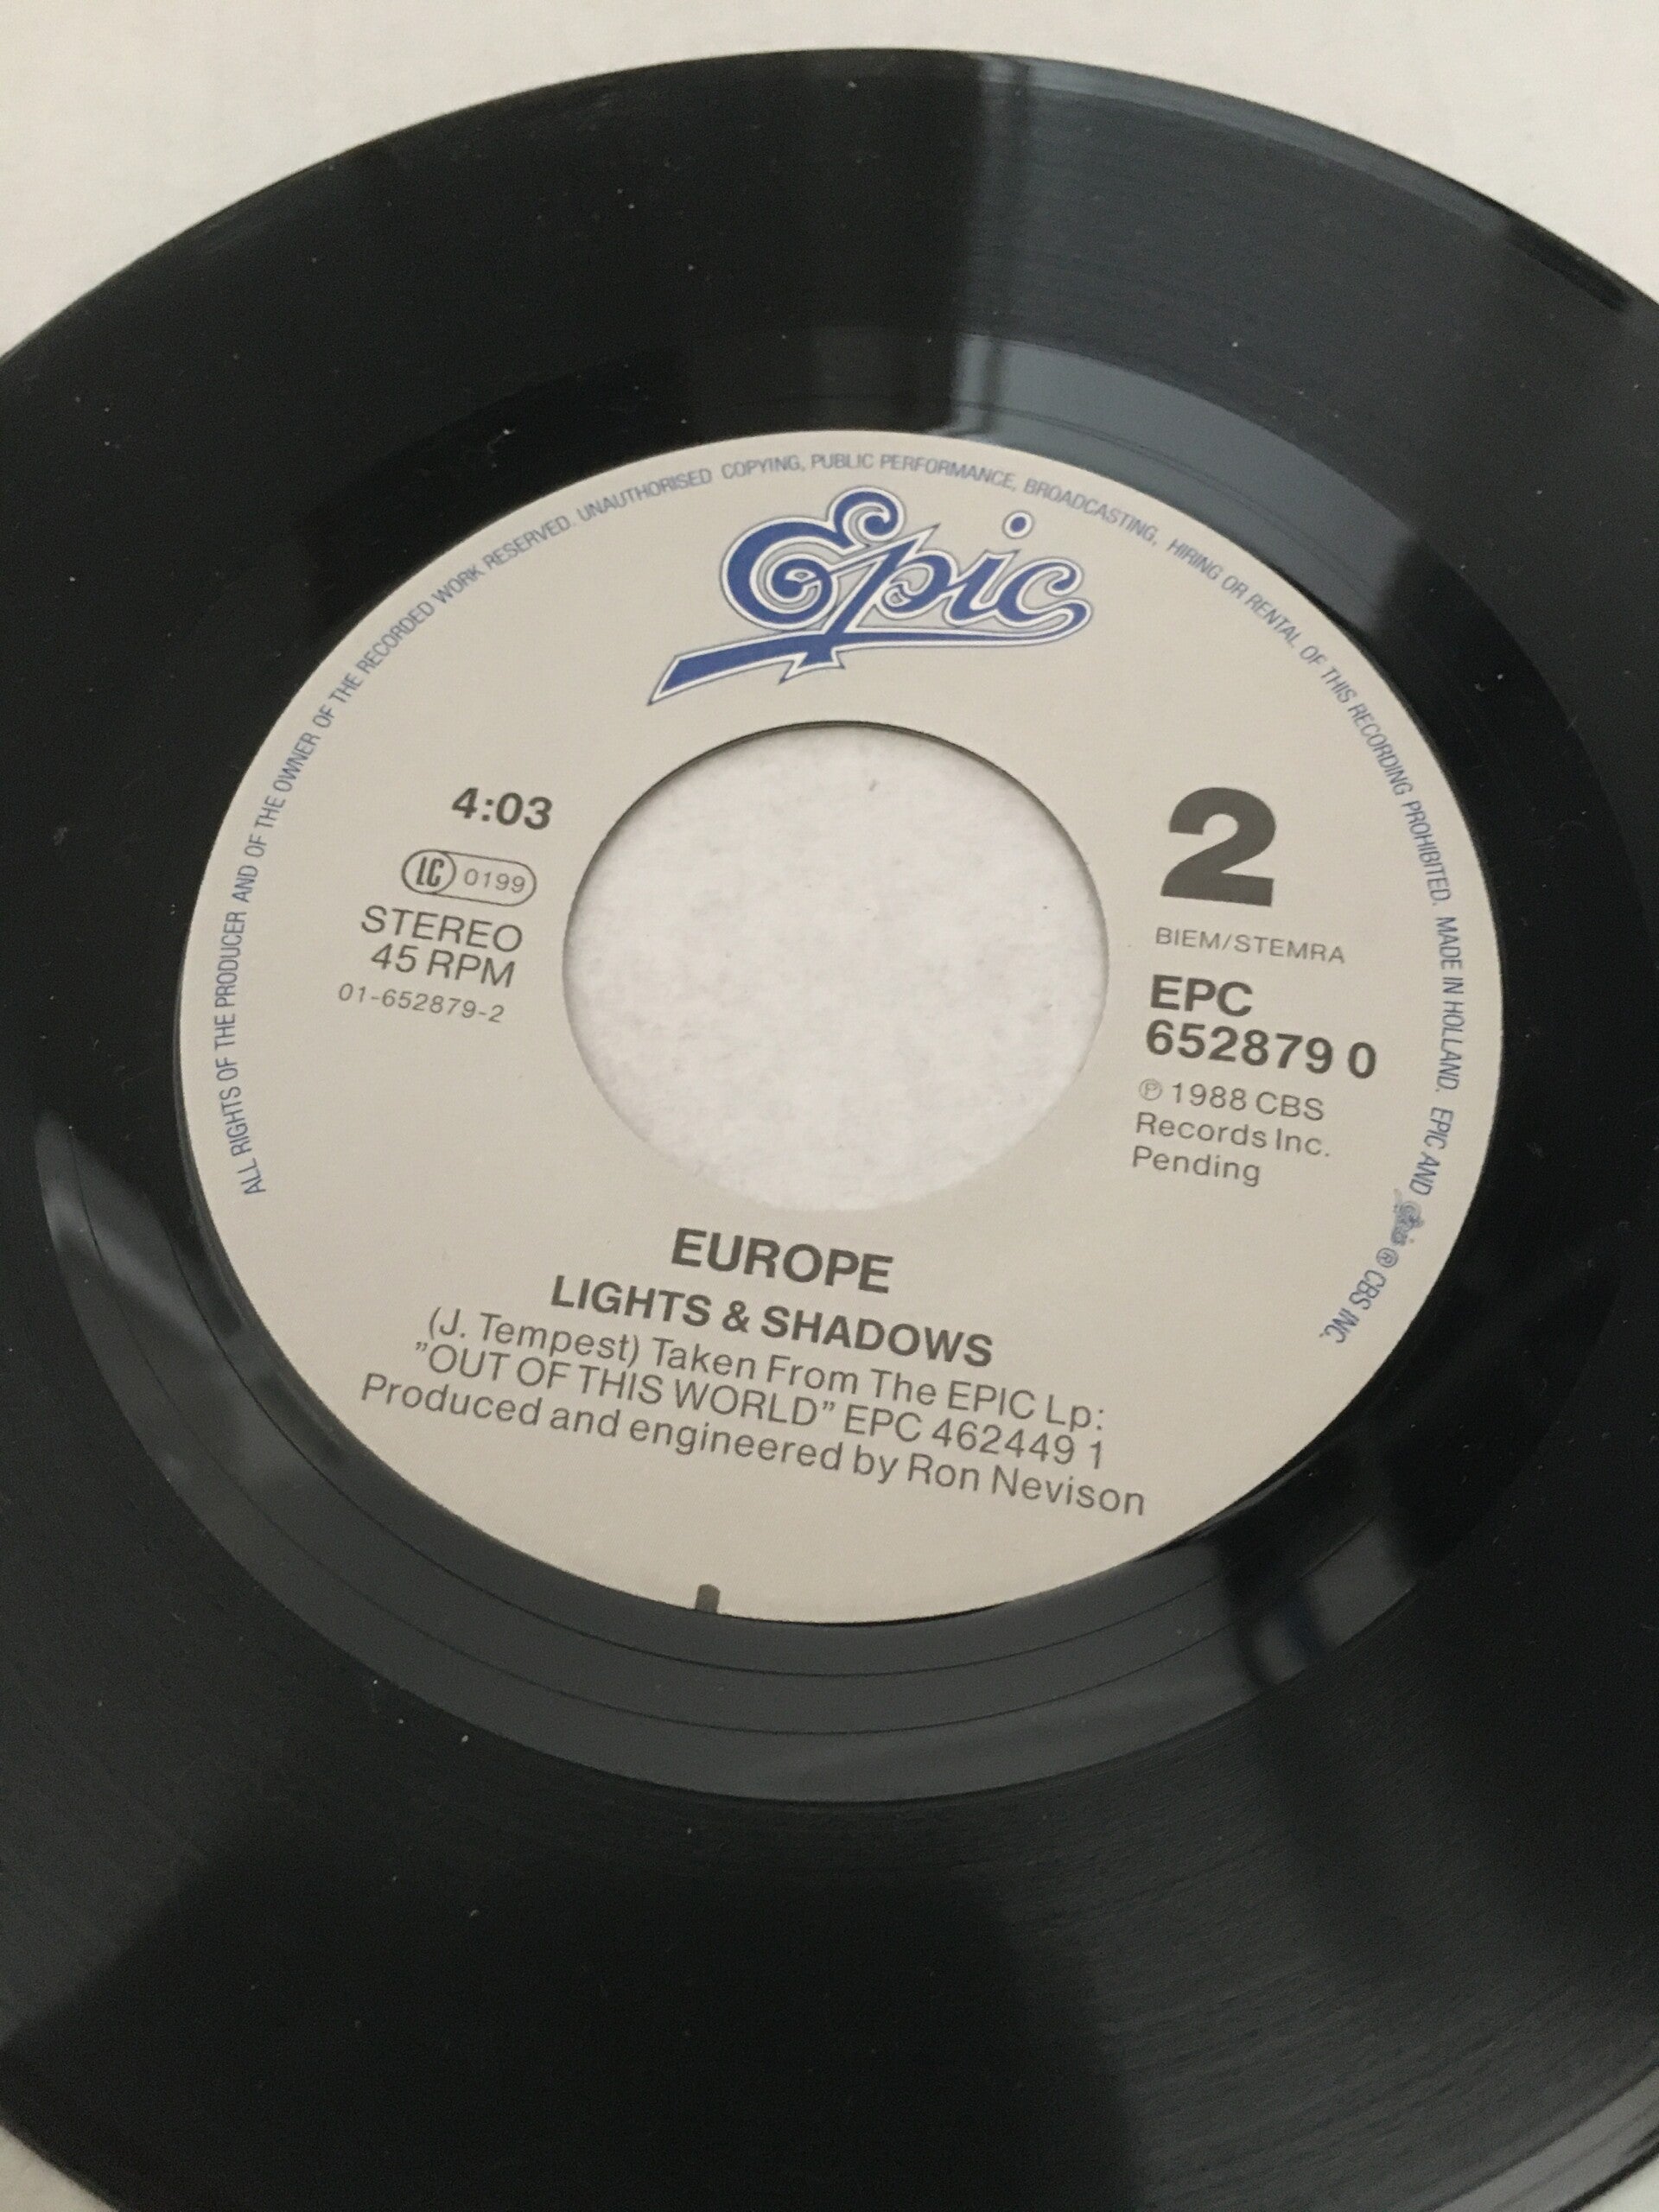 ALL RIGHTS OF THE PRODUCER AND OF THE OWNER OF THE RECORDED WORK RESERVED. UNAUTHORISED COPYING, PUBLIC PERFORMANCE, BROADCASTING, HIRING OR RENTAL OF THIS RECORDING PROHIBITED. MADE IN HOLLAND. EPIC AND Epic ® CBS INC.
Epic
4:03
LC 0199
STEREO
45 RPM
01-652879-2
2
BIEM/STEMRA
EPC
652879 0
℗ 1988 CBS
Records Inc.
Pending
EUROPE
LIGHTS & SHADOWS
(J. Tempest) Taken From The EPIC Lp:
”OUT OF THIS WORLD” EPC 462449 1
Produced and engineered by Ron Nevison